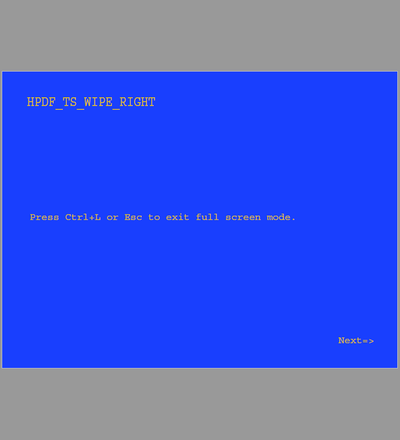 HPDF_TS_WIPE_RIGHT
Press Ctrl+L or Esc to exit full screen mode.
Next=>